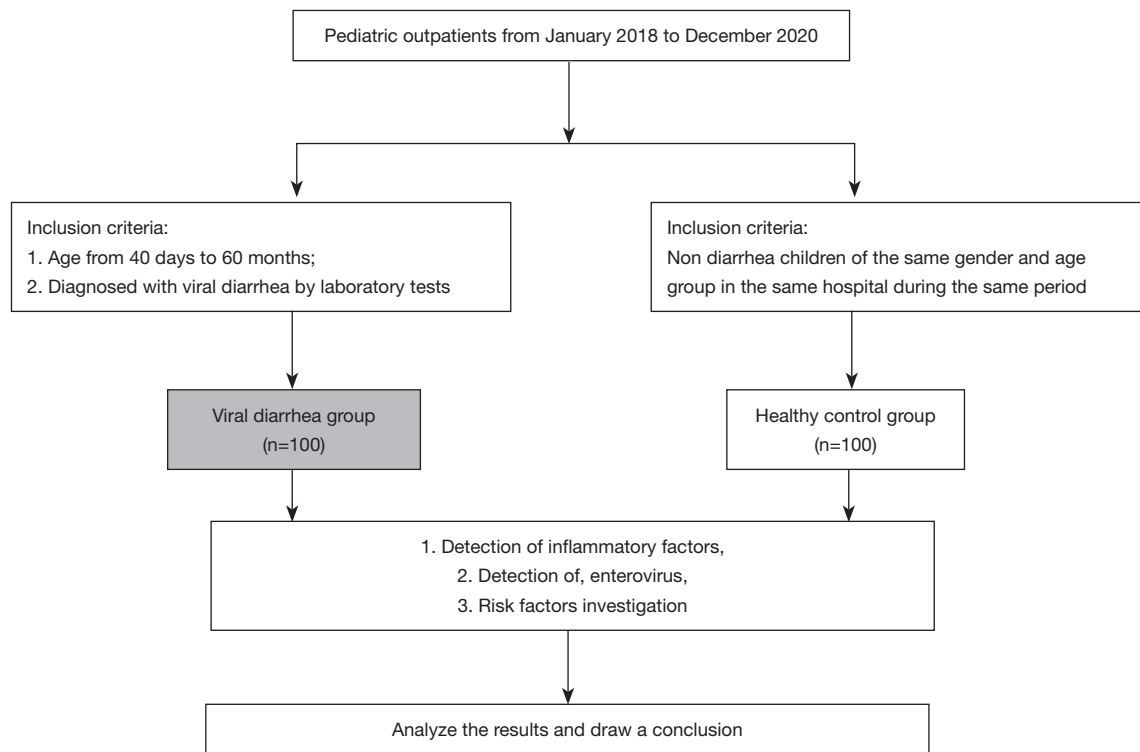 Pediatric outpatients from January 2018 to December 2020
Inclusion criteria:
1. Age from 40 days to 60 months;
2. Diagnosed with viral diarrhea by laboratory tests
Inclusion criteria:
Non diarrhea children of the same gender and age
group in the same hospital during the same period
Viral diarrhea group
(n=100)
Healthy control group
(n=100)
1. Detection of inflammatory factors,
2. Detection of, enterovirus,
3. Risk factors investigation
Analyze the results and draw a conclusion